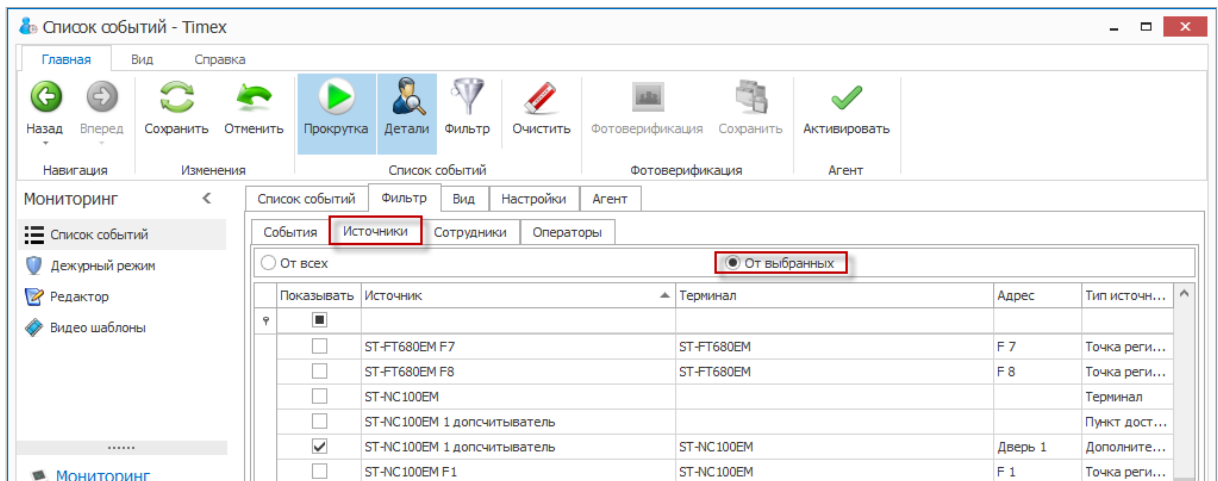 Список событий - Timex
Главная Вид Справка
Назад Вперед Сохранить Отменить Прокрутка Детали Фильтр Очистить Фотоверификация Сохранить Активировать
Навигация Изменения Список событий Фотоверификация Агент
Мониторинг Список событий Фильтр Вид Настройки Агент
Список событий События Источники Сотрудники Операторы
Дежурный режим От всех От выбранных
Редактор Показывать Источник Терминал Адрес Тип источн...
Видео шаблоны
ST-FT680EM F7 ST-FT680EM F 7 Точка реги...
ST-FT680EM F8 ST-FT680EM F 8 Точка реги...
ST-NC100EM Терминал
ST-NC100EM 1 допсчитыватель Пункт дост...
ST-NC100EM 1 допсчитыватель ST-NC100EM Дверь 1 Дополните...
Мониторинг ST-NC100EM F1 ST-NC100EM F 1 Точка реги...